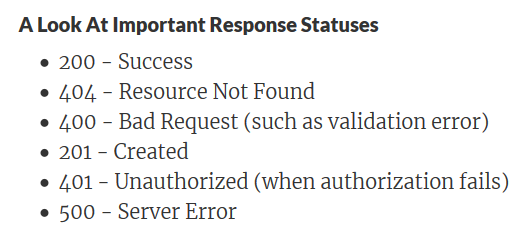 A Look At Important Response Statuses
• 200 – Success
• 404 – Resource Not Found
• 400 – Bad Request (such as validation error)
• 201 – Created
• 401 – Unauthorized (when authorization fails)
• 500 – Server Error